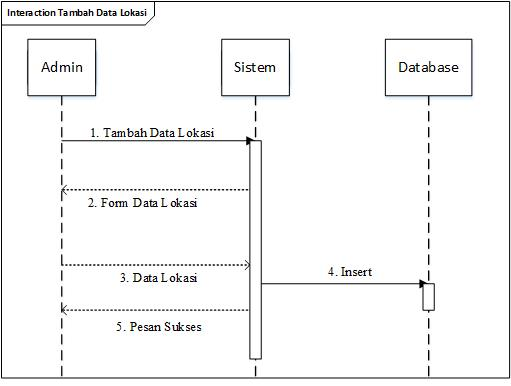 Interaction Tambah Data Lokasi
Admin
Sistem
Database
1. Tambah Data Lokasi
2. Form Data Lokasi
3. Data Lokasi
4. Insert
5. Pesan Sukses